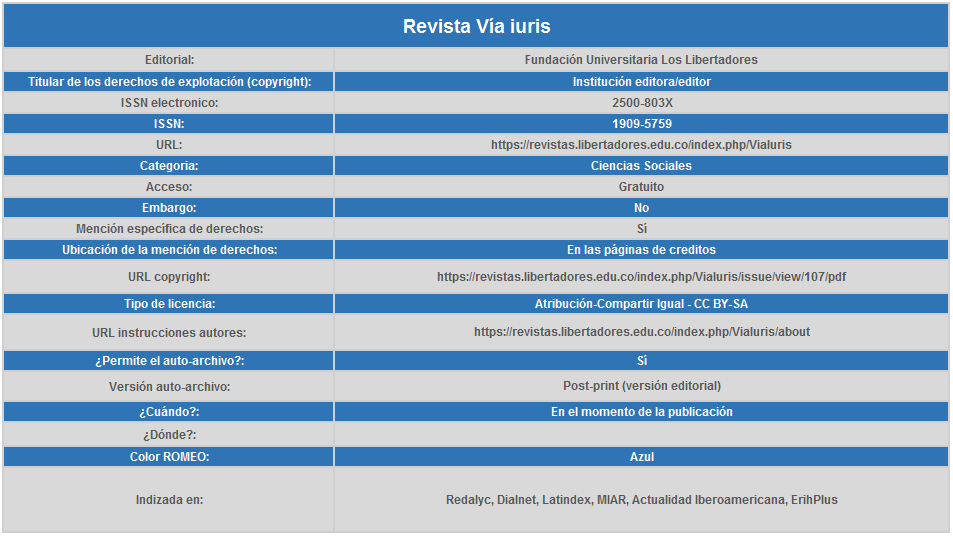 Revista Vía iuris
Editorial: Fundación Universitaria Los Libertadores
Titular de los derechos de explotación (copyright): Institución editora/editor
ISSN electronico: 2500-803X
ISSN: 1909-5759
URL: https://revistas.libertadores.edu.co/index.php/ViaIuris
Categoria: Ciencias Sociales
Acceso: Gratuito
Embargo: No
Mención específica de derechos: Sí
Ubicación de la mención de derechos: En las páginas de creditos
URL copyright: https://revistas.libertadores.edu.co/index.php/ViaIuris/issue/view/107/pdf
Tipo de licencia: Atribución-Compartir Igual - CC BY-SA
URL instrucciones autores: https://revistas.libertadores.edu.co/index.php/ViaIuris/about
¿Permite el auto-archivo?: Sí
Versión auto-archivo: Post-print (versión editorial)
¿Cuándo?: En el momento de la publicación
¿Dónde?:
Color ROMEO: Azul
Indizada en: Redalyc, Dialnet, Latindex, MIAR, Actualidad Iberoamericana, ErihPlus